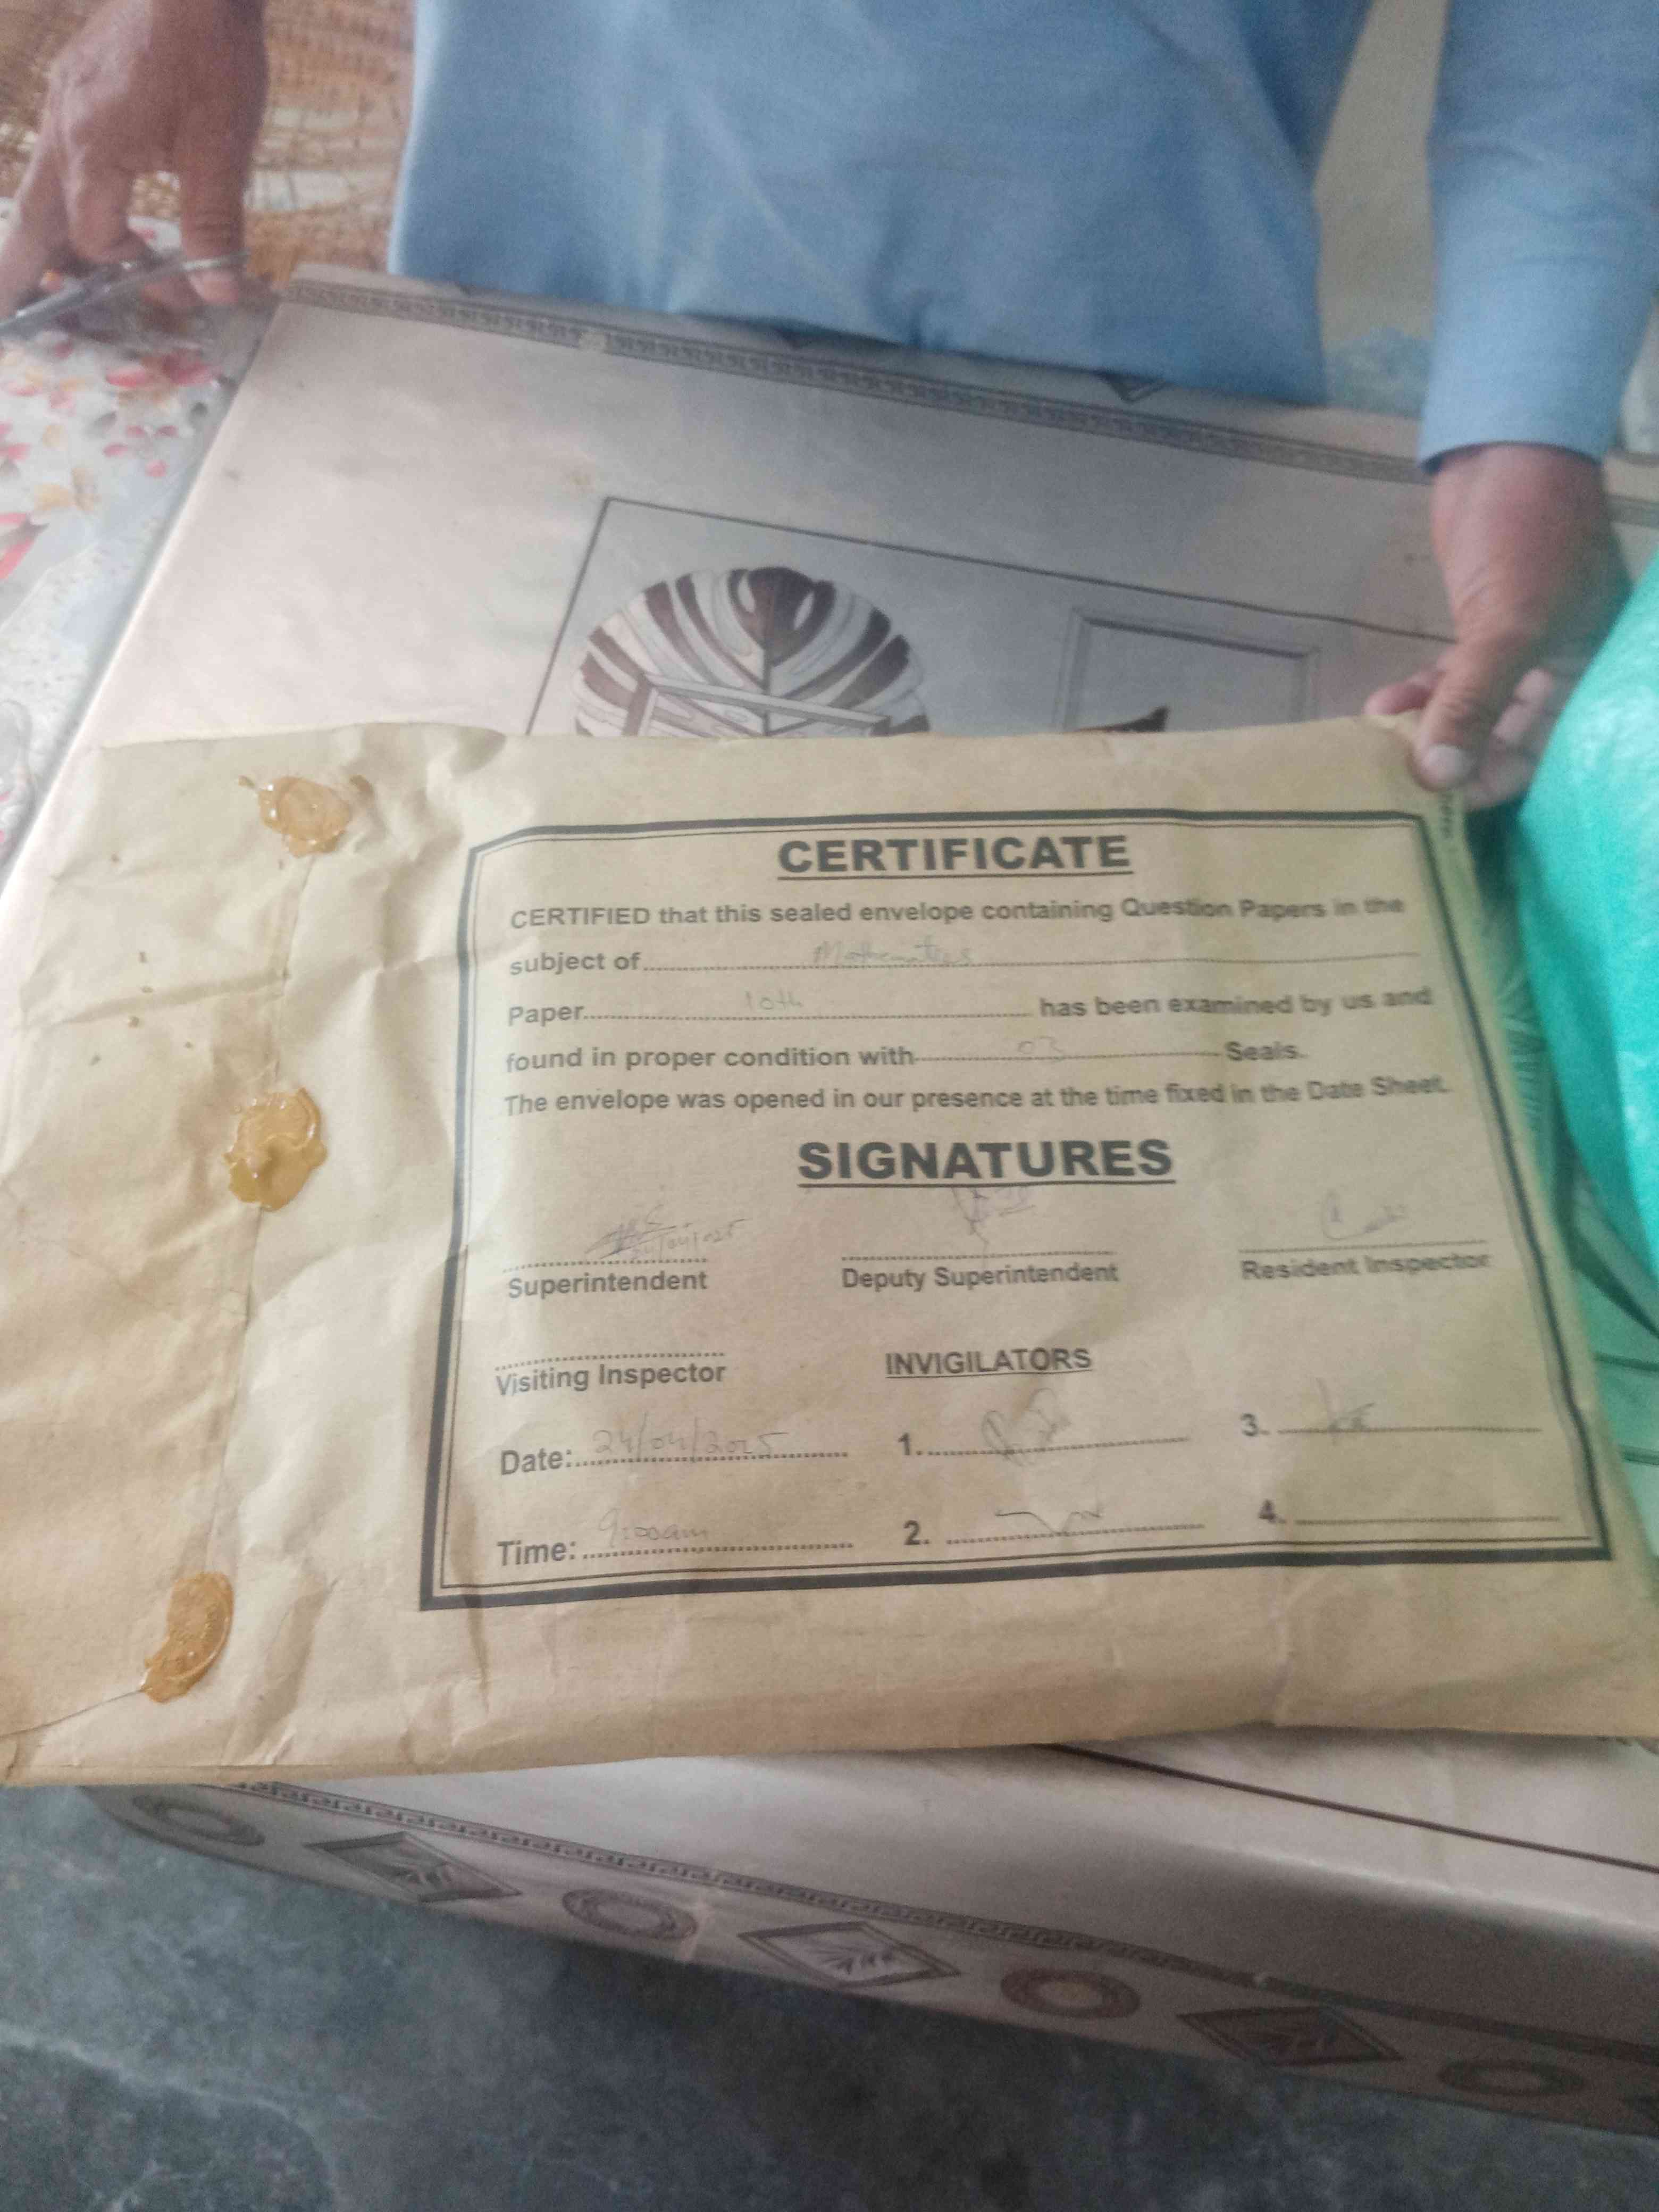 CERTIFICATE
CERTIFIED that this sealed envelope containing Question Papers in the
subject of Mathematics
Paper 10th has been examined by us and
found in proper condition with 03 Seals.
The envelope was opened in our presence at the time fixed in the Date Sheet.
SIGNATURES
24/04/025
Superintendent Deputy Superintendent Resident Inspector
Visiting Inspector INVIGILATORS
Date: 24/04/2025 1. 3.
Time: 9:00am 2. 4.